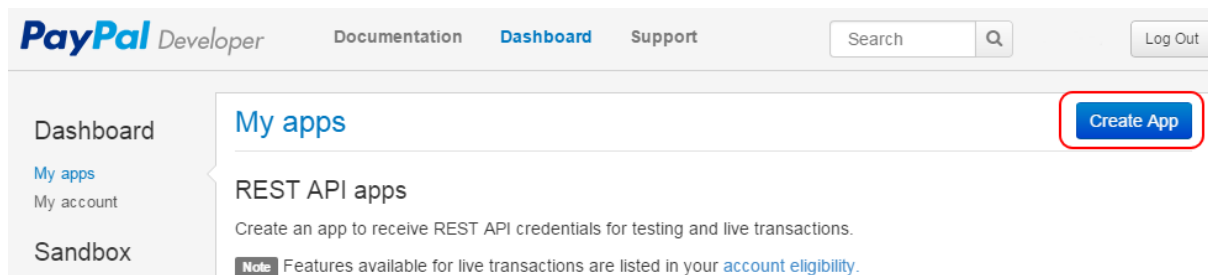 PayPal Developer Documentation Dashboard Support Search Log Out
Dashboard
My apps
My account
Sandbox
My apps Create App
REST API apps
Create an app to receive REST API credentials for testing and live transactions.
Note Features available for live transactions are listed in your account eligibility.